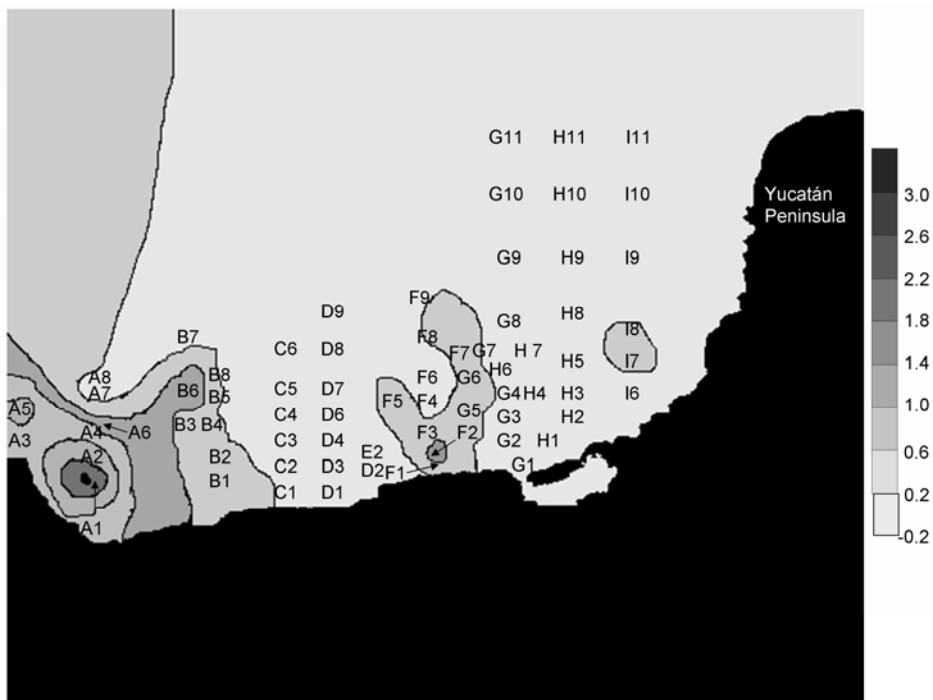 G11 H11 I11
G10 H10 I10
Yucatán
Peninsula
G9 H9 I9
F9
D9 G8 H8
B7 F8 I8
C6 D8 F7 G7 H 7
H5 I7
A8 B8 F6 G6 H6
A7 B6 B5 C5 D7 F5 F4 G4 H4 H3 I6
A5 B3 B4 C4 D6 G5 G3 H2
A3 A4 A6 C3 D4 F3 F2 G2 H1
A2 B2 C2 D3 E2
D2 F1 G1
B1 C1 D1
A1
3.0
2.6
2.2
1.8
1.4
1.0
0.6
0.2
-0.2